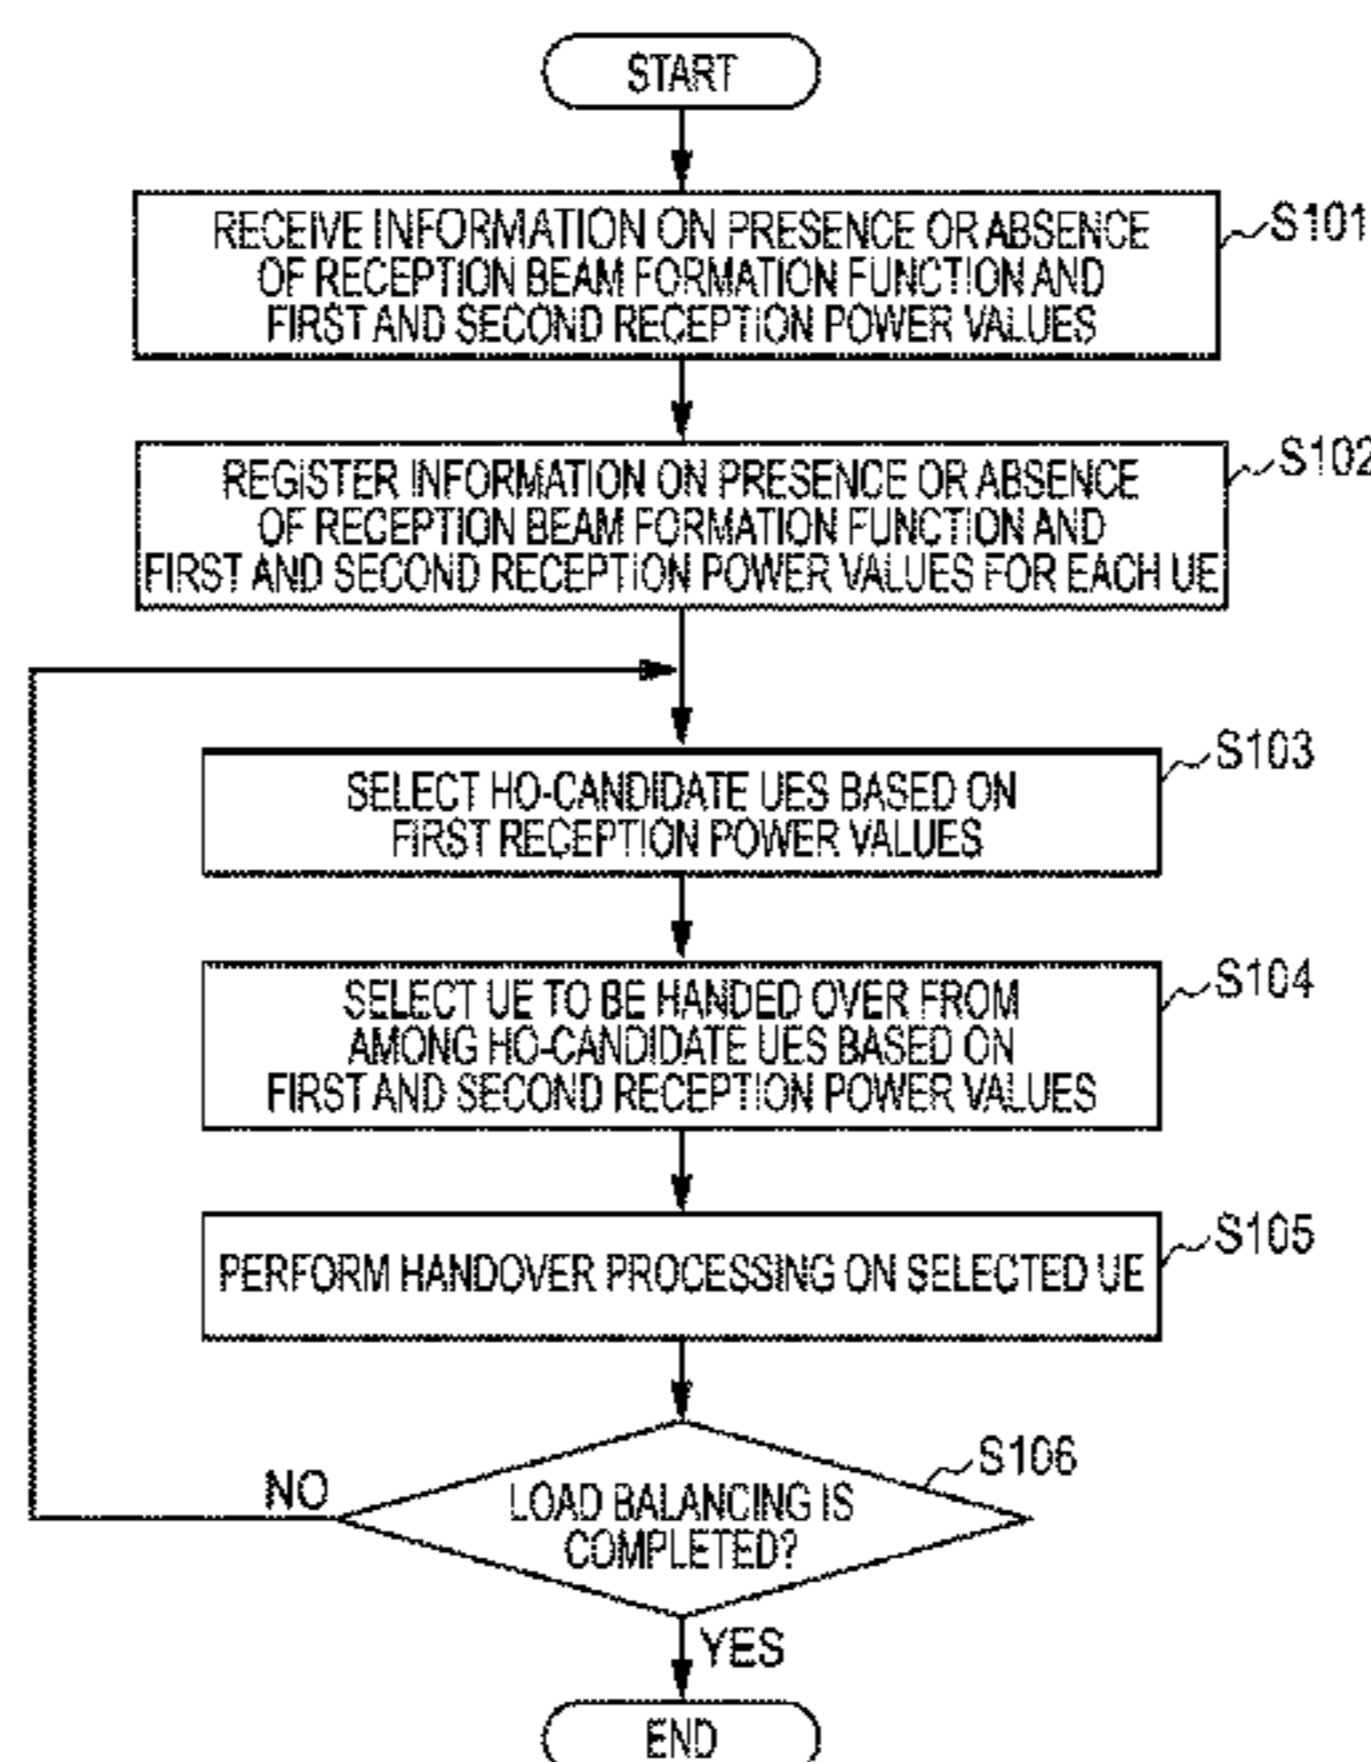 START
RECEIVE INFORMATION ON PRESENCE OR ABSENCE
OF RECEPTION BEAM FORMATION FUNCTION AND
FIRST AND SECOND RECEPTION POWER VALUES
S101
REGISTER INFORMATION ON PRESENCE OR ABSENCE
OF RECEPTION BEAM FORMATION FUNCTION AND
FIRST AND SECOND RECEPTION POWER VALUES FOR EACH UE
S102
SELECT HO-CANDIDATE UES BASED ON
FIRST RECEPTION POWER VALUES
S103
SELECT UE TO BE HANDED OVER FROM
AMONG HO-CANDIDATE UES BASED ON
FIRST AND SECOND RECEPTION POWER VALUES
S104
PERFORM HANDOVER PROCESSING ON SELECTED UE
S105
LOAD BALANCING IS
COMPLETED?
S106
NO
YES
END